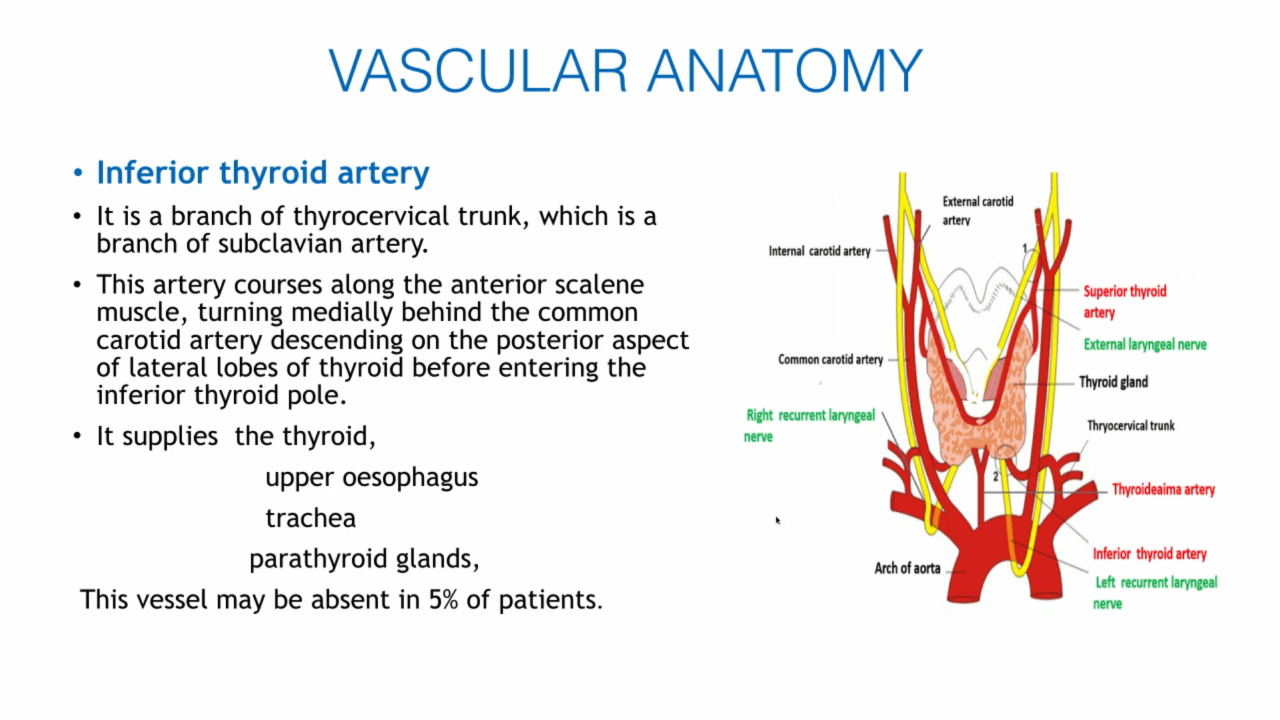 VASCULAR ANATOMY
• Inferior thyroid artery
• It is a branch of thyrocervical trunk, which is a
branch of subclavian artery.
• This artery courses along the anterior scalene
muscle, turning medially behind the common
carotid artery descending on the posterior aspect
of lateral lobes of thyroid before entering the
inferior thyroid pole.
• It supplies the thyroid,
upper oesophagus
trachea
parathyroid glands,
This vessel may be absent in 5% of patients.
External carotid
artery
Internal carotid artery
1
Superior thyroid
artery
External laryngeal nerve
Common carotid artery
Thyroid gland
Right recurrent laryngeal
nerve
Thryocervical trunk
2
Thyroideaima artery
Inferior thyroid artery
Arch of aorta
Left recurrent laryngeal
nerve